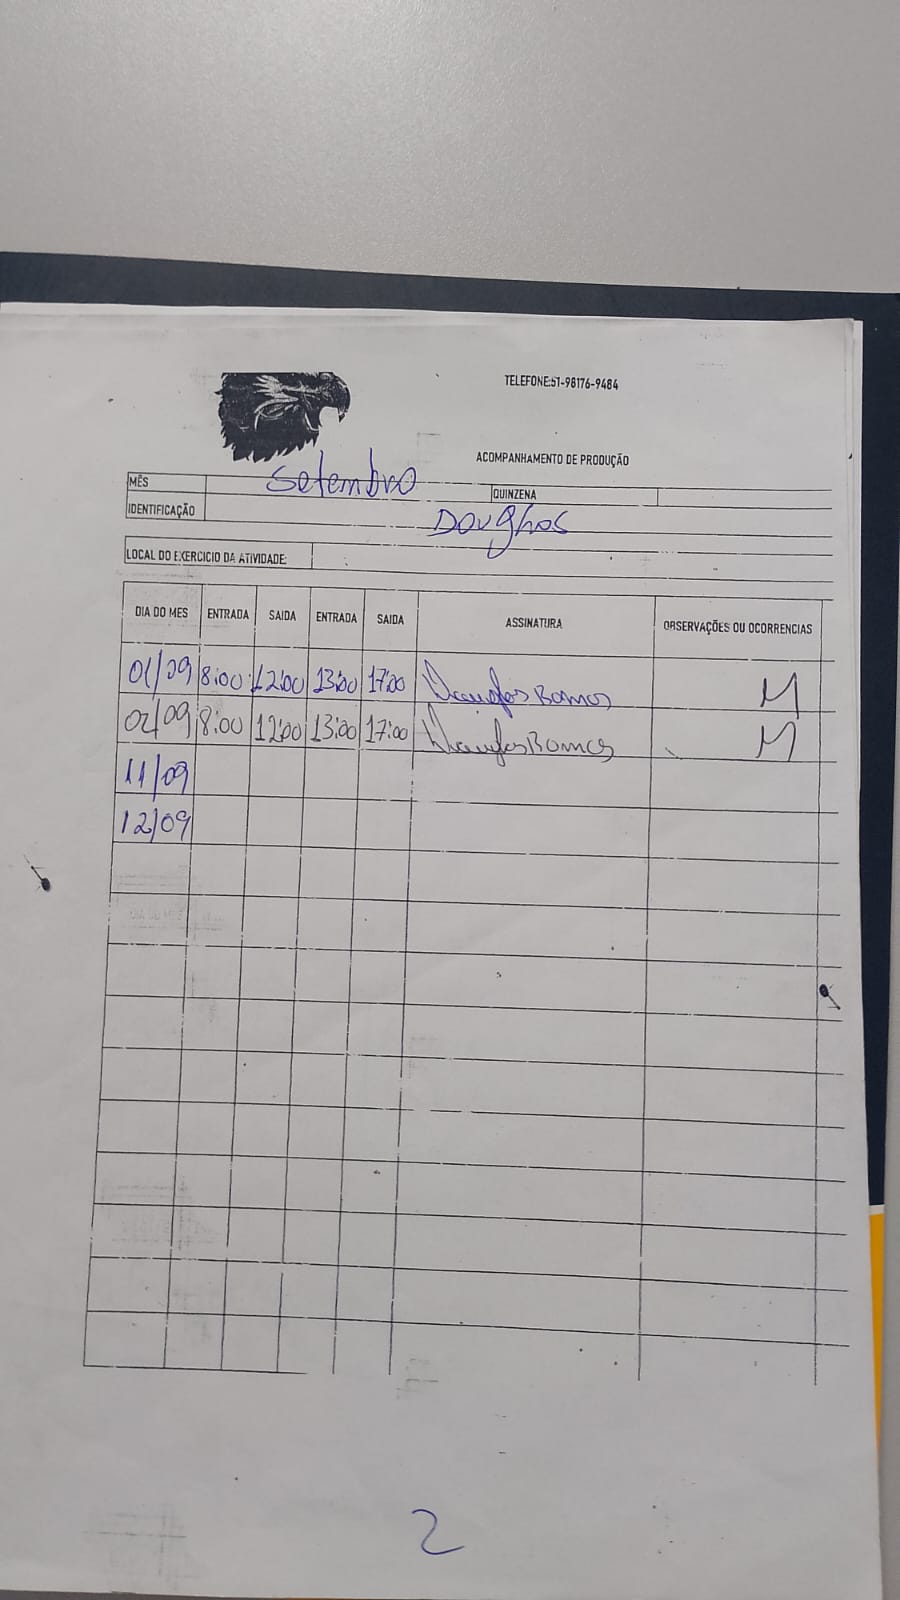 TELEFONE:51-98176-9484
ACOMPANHAMENTO DE PRODUÇÃO
MÊS Setembro QUINZENA
IDENTIFICAÇÃO Douglas
LOCAL DO EXERCICIO DA ATIVIDADE:
DIA DO MES ENTRADA SAIDA ENTRADA SAIDA ASSINATURA OBSERVAÇÕES OU OCORRENCIAS
01/09 8:00 12:00 13:00 17:00 M
02/09 8:00 12:00 13:00 17:00 M
11/09
12/09
2